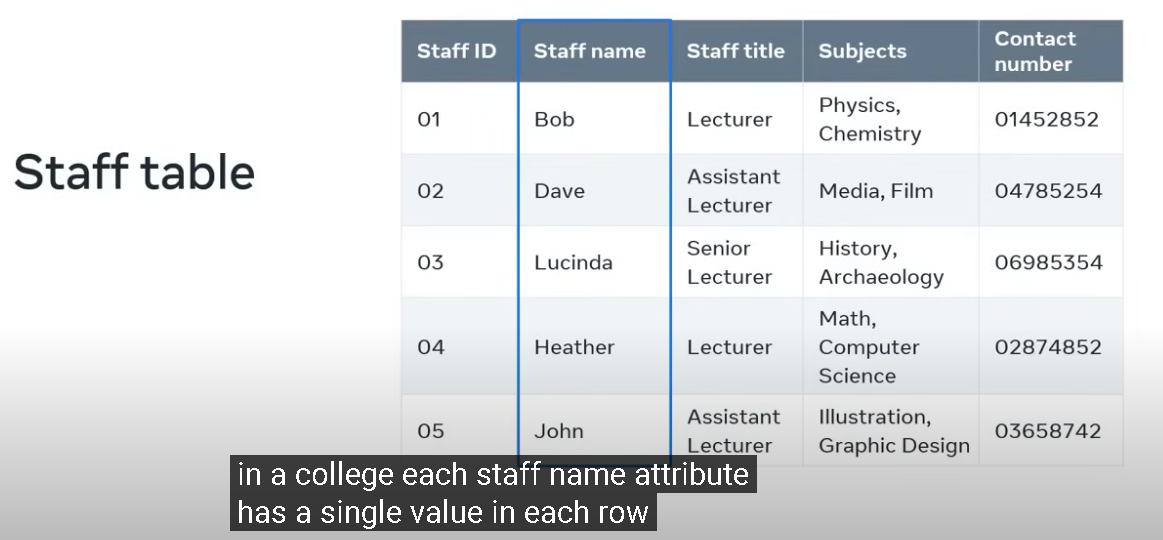 Staff table
Staff ID Staff name Staff title Subjects Contact
number
01 Bob Lecturer Physics,
Chemistry 01452852
02 Dave Assistant
Lecturer Media, Film 04785254
03 Lucinda Senior
Lecturer History,
Archaeology 06985354
04 Heather Lecturer Math,
Computer
Science 02874852
05 John Assistant
Lecturer Illustration,
Graphic Design 03658742
in a college each staff name attribute
has a single value in each row